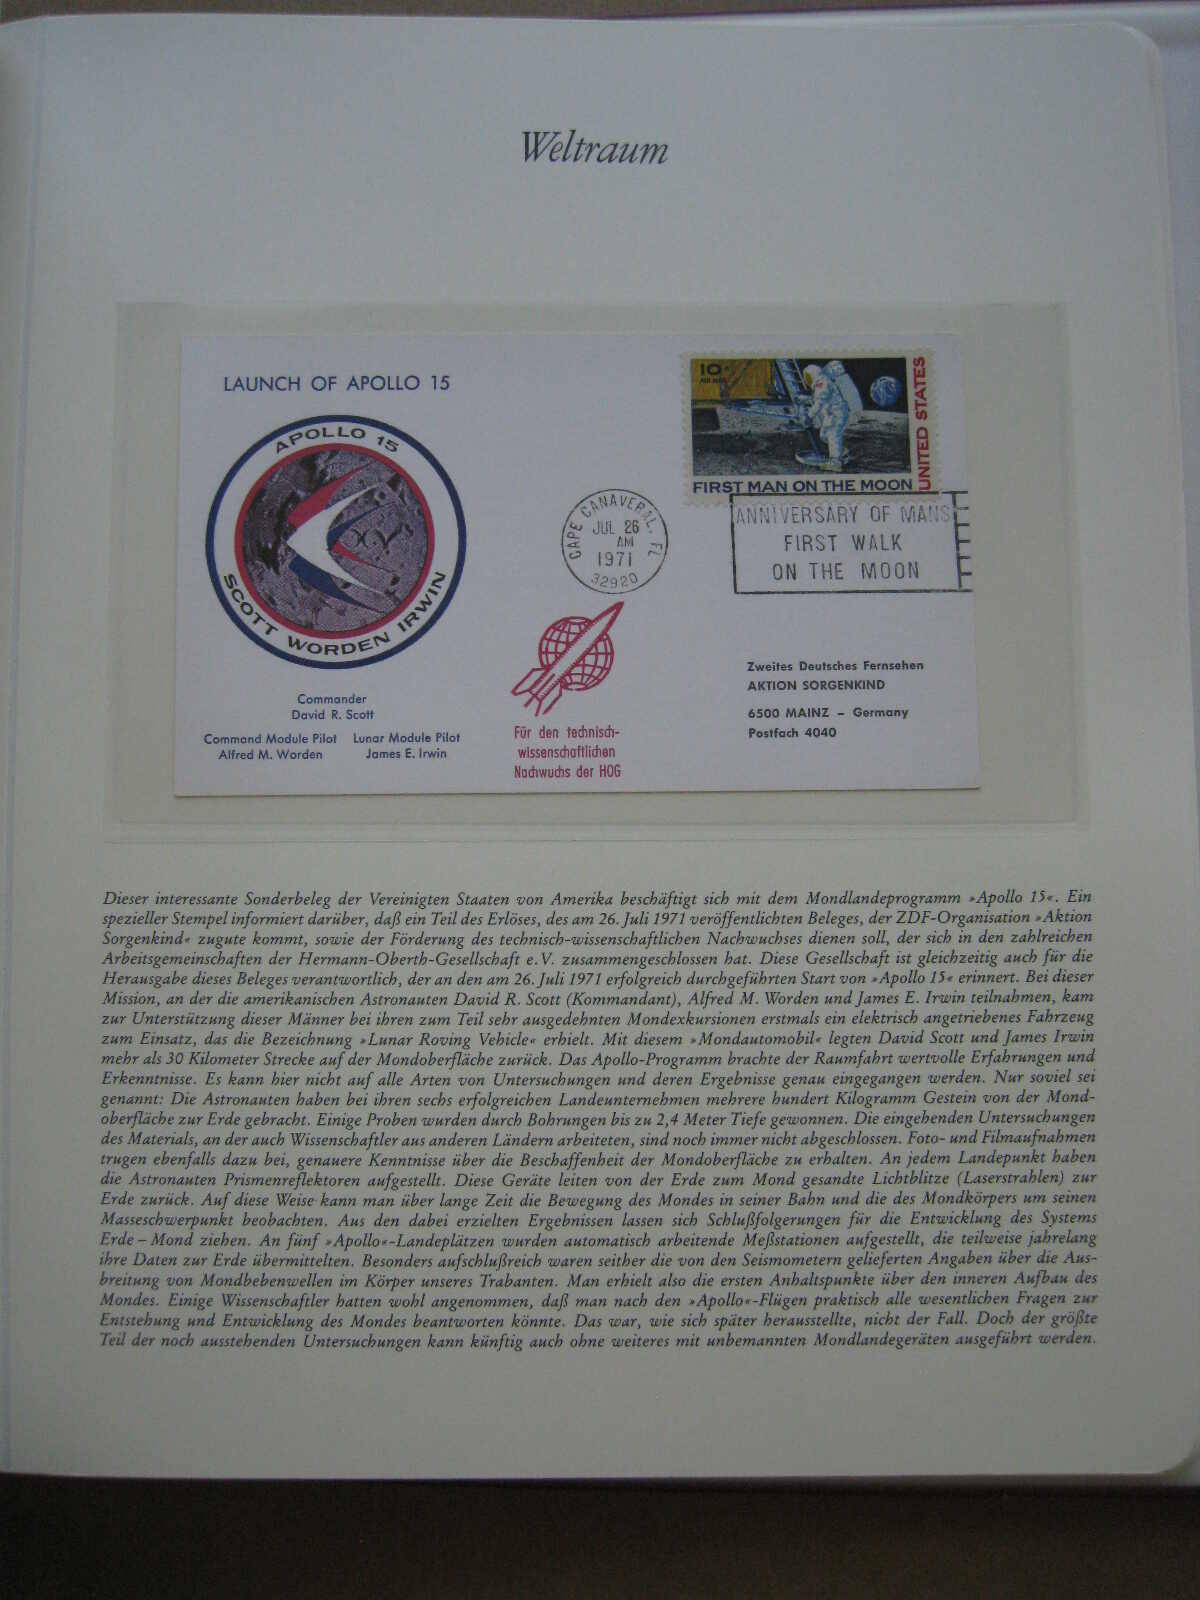 Weltraum
LAUNCH OF APOLLO 15
APOLLO 15
SCOTT WORDEN IRWIN
Commander
David R. Scott
Command Module Pilot
Alfred M. Worden
Lunar Module Pilot
James E. Irwin
10¢
AIR MAIL
UNITED STATES
FIRST MAN ON THE MOON
CAPE CANAVERAL, FL
JUL 26
AM
1971
32920
ANNIVERSARY OF MANS
FIRST WALK
ON THE MOON
Für den technisch-
wissenschaftlichen
Nachwuchs der HOG
Zweites Deutsches Fernsehen
AKTION SORGENKIND
6500 MAINZ – Germany
Postfach 4040
Dieser interessante Sonderbeleg der Vereinigten Staaten von Amerika beschäftigt sich mit dem Mondlandeprogramm »Apollo 15«. Ein
spezieller Stempel informiert darüber, daß ein Teil des Erlöses, des am 26. Juli 1971 veröffentlichten Beleges, der ZDF-Organisation »Aktion
Sorgenkind« zugute kommt, sowie der Förderung des technisch-wissenschaftlichen Nachwuchses dienen soll, der sich in den zahlreichen
Arbeitsgemeinschaften der Hermann-Oberth-Gesellschaft e. V. zusammengeschlossen hat. Diese Gesellschaft ist gleichzeitig auch für die
Herausgabe dieses Beleges verantwortlich, der an den am 26. Juli 1971 erfolgreich durchgeführten Start von »Apollo 15« erinnert. Bei dieser
Mission, an der die amerikanischen Astronauten David R. Scott (Kommandant), Alfred M. Worden und James E. Irwin teilnahmen, kam
zur Unterstützung dieser Männer bei ihren zum Teil sehr ausgedehnten Mondexkursionen erstmals ein elektrisch angetriebenes Fahrzeug
zum Einsatz, das die Bezeichnung »Lunar Roving Vehicle« erhielt. Mit diesem »Mondautomobil« legten David Scott und James Irwin
mehr als 30 Kilometer Strecke auf der Mondoberfläche zurück. Das Apollo-Programm brachte der Raumfahrt wertvolle Erfahrungen und
Erkenntnisse. Es kann hier nicht auf alle Arten von Untersuchungen und deren Ergebnisse genau eingegangen werden. Nur soviel sei
genannt: Die Astronauten haben bei ihren sechs erfolgreichen Landeunternehmen mehrere hundert Kilogramm Gestein von der Mond-
oberfläche zur Erde gebracht. Einige Proben wurden durch Bohrungen bis zu 2,4 Meter Tiefe gewonnen. Die eingehenden Untersuchungen
des Materials, an der auch Wissenschaftler aus anderen Ländern arbeiteten, sind noch immer nicht abgeschlossen. Foto- und Filmaufnahmen
trugen ebenfalls dazu bei, genauere Kenntnisse über die Beschaffenheit der Mondoberfläche zu erhalten. An jedem Landepunkt haben
die Astronauten Prismenreflektoren aufgestellt. Diese Geräte leiten von der Erde zum Mond gesandte Lichtblitze (Laserstrahlen) zur
Erde zurück. Auf diese Weise kann man über lange Zeit die Bewegung des Mondes in seiner Bahn und die des Mondkörpers um seinen
Masseschwerpunkt beobachten. Aus den dabei erzielten Ergebnissen lassen sich Schlußfolgerungen für die Entwicklung des Systems
Erde – Mond ziehen. An fünf »Apollo«-Landeplätzen wurden automatisch arbeitende Meßstationen aufgestellt, die teilweise jahrelang
ihre Daten zur Erde übermittelten. Besonders aufschlußreich waren seither die von den Seismometern gelieferten Angaben über die Aus-
breitung von Mondbebenwellen im Körper unseres Trabanten. Man erhielt also die ersten Anhaltspunkte über den inneren Aufbau des
Mondes. Einige Wissenschaftler hatten wohl angenommen, daß man nach den »Apollo«-Flügen praktisch alle wesentlichen Fragen zur
Entstehung und Entwicklung des Mondes beantworten könnte. Das war, wie sich später herausstellte, nicht der Fall. Doch der größte
Teil der noch ausstehenden Untersuchungen kann künftig auch ohne weiteres mit unbemannten Mondlandegeräten ausgeführt werden.